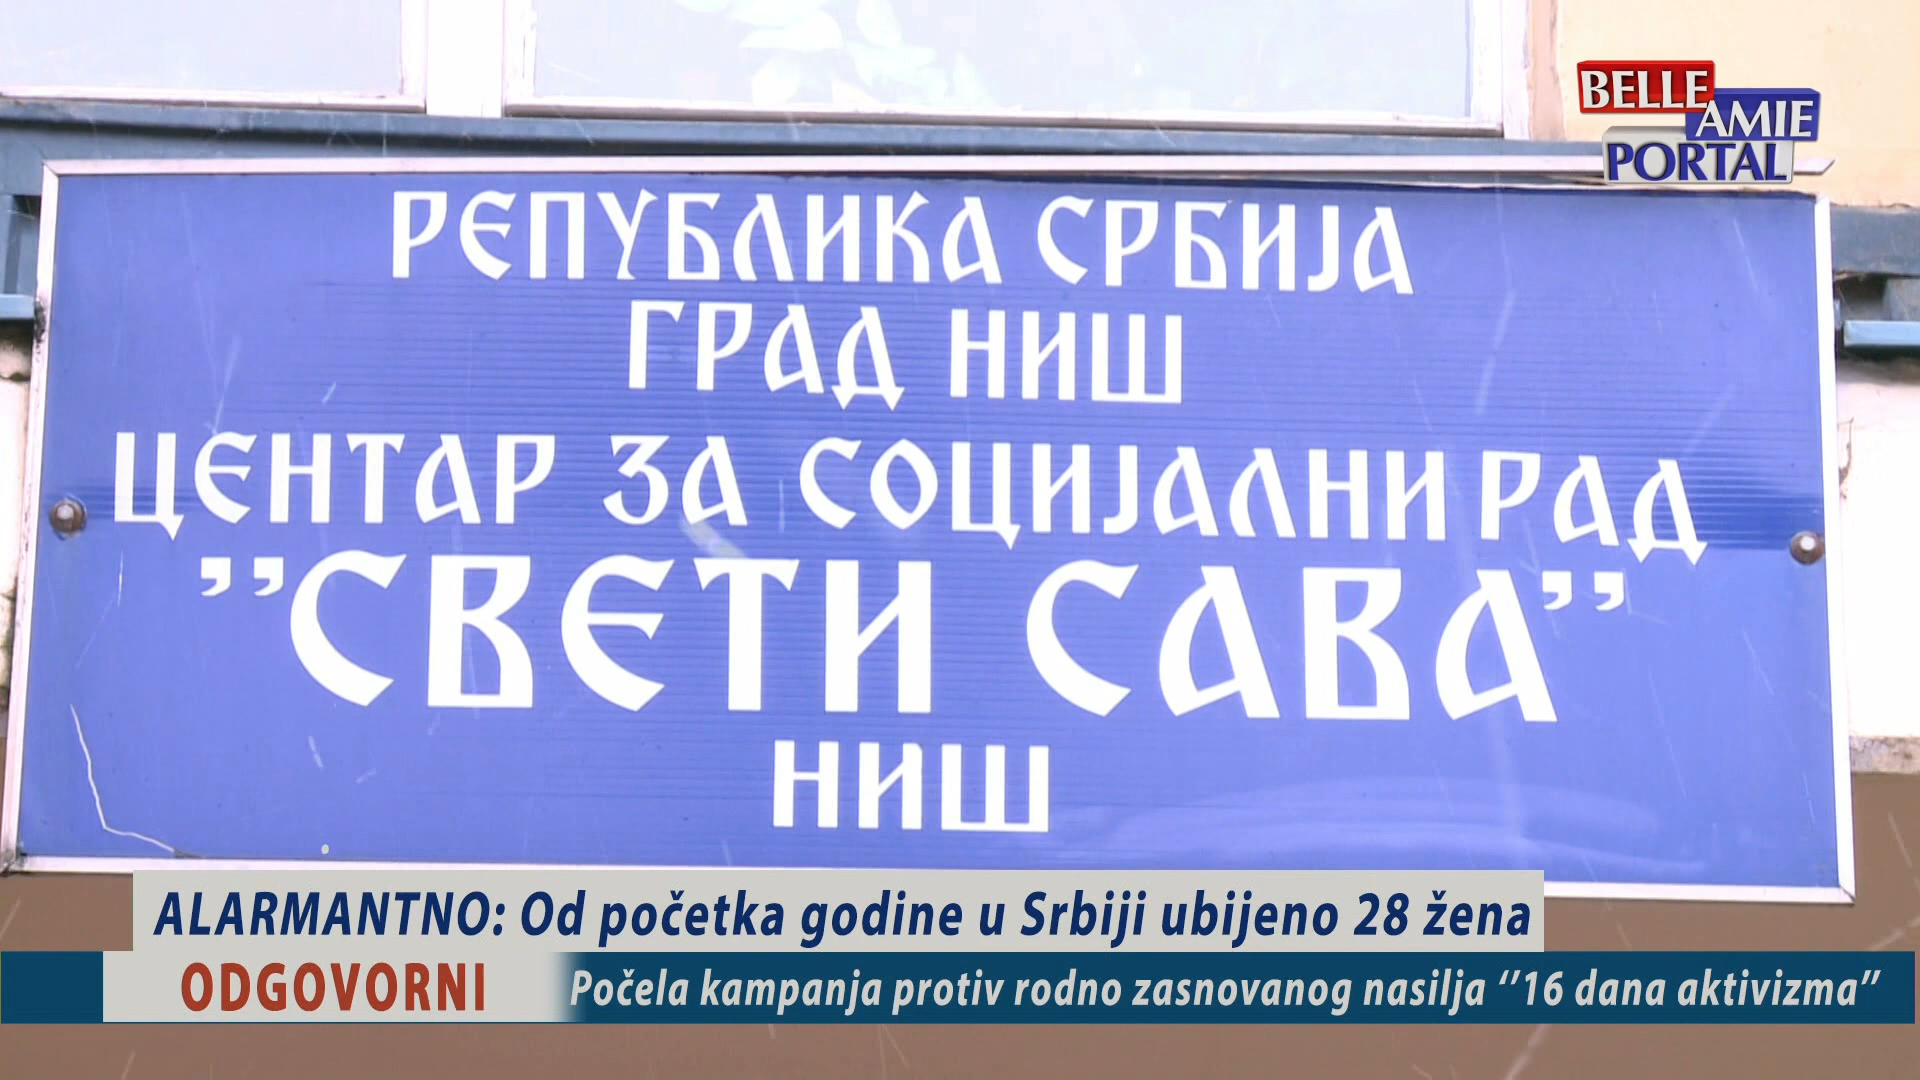 BELLE
AMIE
PORTAL
РЕПУБЛИКА СРБИЈА
ГРАД НИШ
ЦЕНТАР ЗА СОЦИЈАЛНИ РАД
’’СВЕТИ САВА’’
НИШ
ALARMANTNO: Od početka godine u Srbiji ubijeno 28 žena
ODGOVORNI
Počela kampanja protiv rodno zasnovanog nasilja ‘’16 dana aktivizma’’